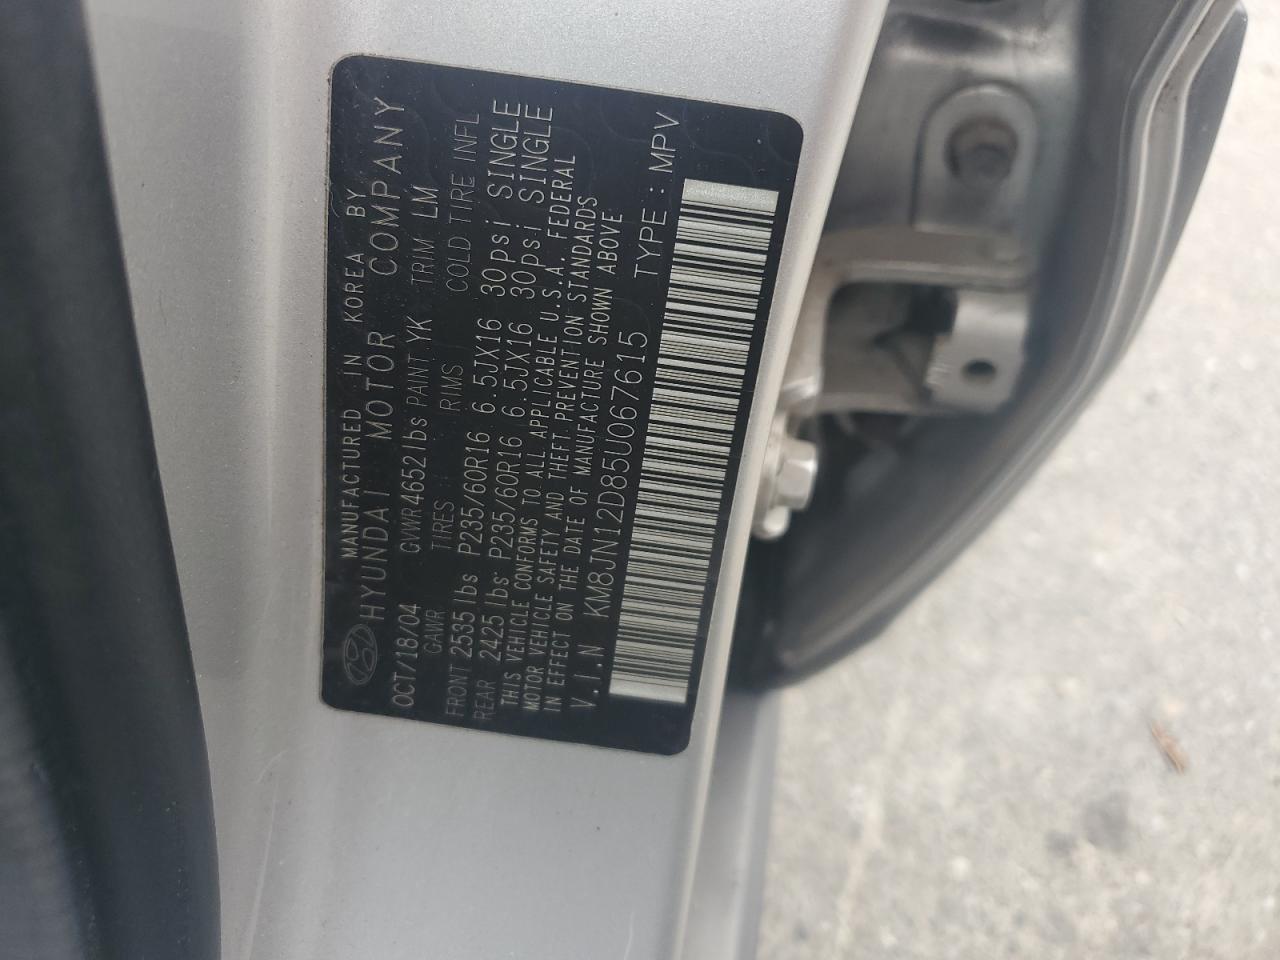 MANUFACTURED IN KOREA BY
HYUNDAI MOTOR COMPANY
OCT/18/04 GVWR 4652 lbs PAINT YK TRIM LM
GAWR TIRES RIMS COLD TIRE INFL
FRONT 2535 lbs P235/60R16 6.5JX16 30psi SINGLE
REAR 2425 lbs P235/60R16 6.5JX16 30psi SINGLE
THIS VEHICLE CONFORMS TO ALL APPLICABLE U.S.A. FEDERAL
MOTOR VEHICLE SAFETY AND THEFT PREVENTION STANDARDS
IN EFFECT ON THE DATE OF MANUFACTURE SHOWN ABOVE
V.I.N KM8JN12D85U067615 TYPE : MPV